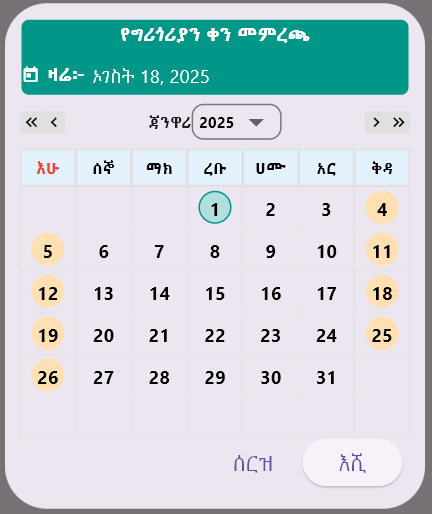 የግሪጎሪያን ቀን መምረጫ
ዛሬ፦ ኦገስት 18, 2025
ጃንዋሪ 2025
እሁ ሰኞ ማክ ረቡ ሀሙ አር ቅዳ
1 2 3 4
5 6 7 8 9 10 11
12 13 14 15 16 17 18
19 20 21 22 23 24 25
26 27 28 29 30 31
ሰርዝ እሺ